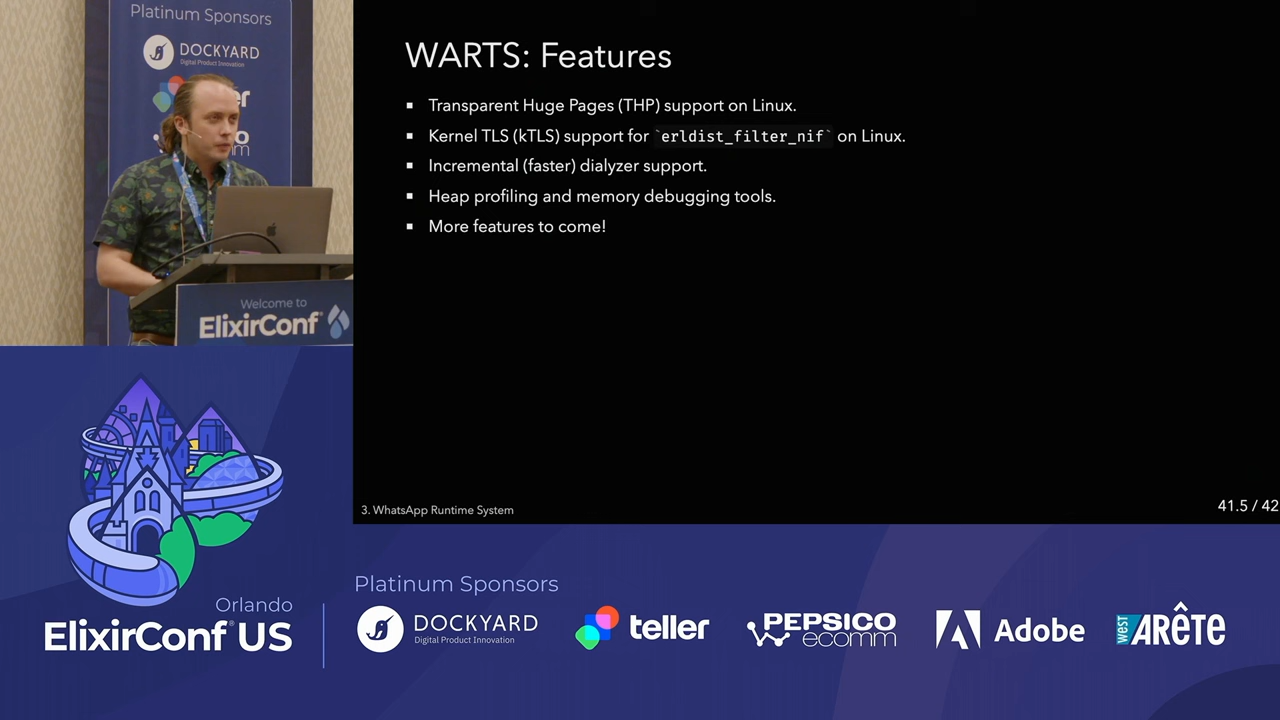 Platinum Sponsors
DOCKYARD
Digital Product Innovation
Welcome to
ElixirConf®
WARTS: Features
▪ Transparent Huge Pages (THP) support on Linux.
▪ Kernel TLS (kTLS) support for `erldist_filter_nif` on Linux.
▪ Incremental (faster) dialyzer support.
▪ Heap profiling and memory debugging tools.
▪ More features to come!
3. WhatsApp Runtime System
41.5 / 42
Orlando
ElixirConf® US
Platinum Sponsors
DOCKYARD
Digital Product Innovation
teller
PEPSICO
ecomm
Adobe
west ARÊTE